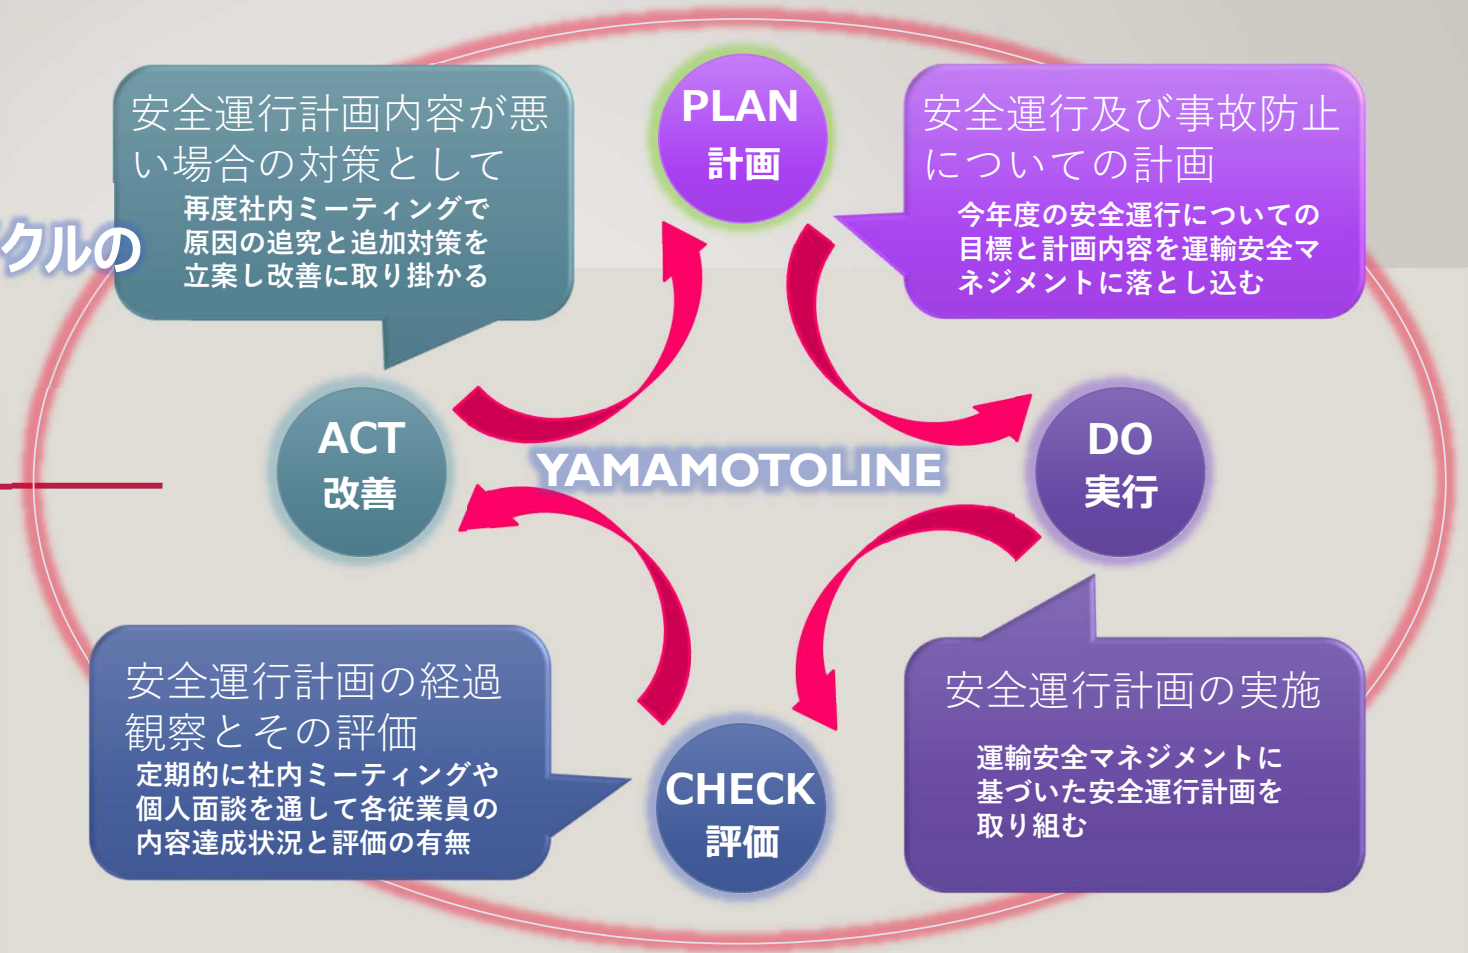 PLAN
計画
安全運行計画内容が悪
い場合の対策として
再度社内ミーティングで
原因の追究と追加対策を
立案し改善に取り掛かる
安全運行及び事故防止
についての計画
今年度の安全運行についての
目標と計画内容を運輸安全マ
ネジメントに落とし込む
クルの
ACT
改善
YAMAMOTOLINE
DO
実行
安全運行計画の経過
観察とその評価
定期的に社内ミーティングや
個人面談を通して各従業員の
内容達成状況と評価の有無
CHECK
評価
安全運行計画の実施
運輸安全マネジメントに
基づいた安全運行計画を
取り組む